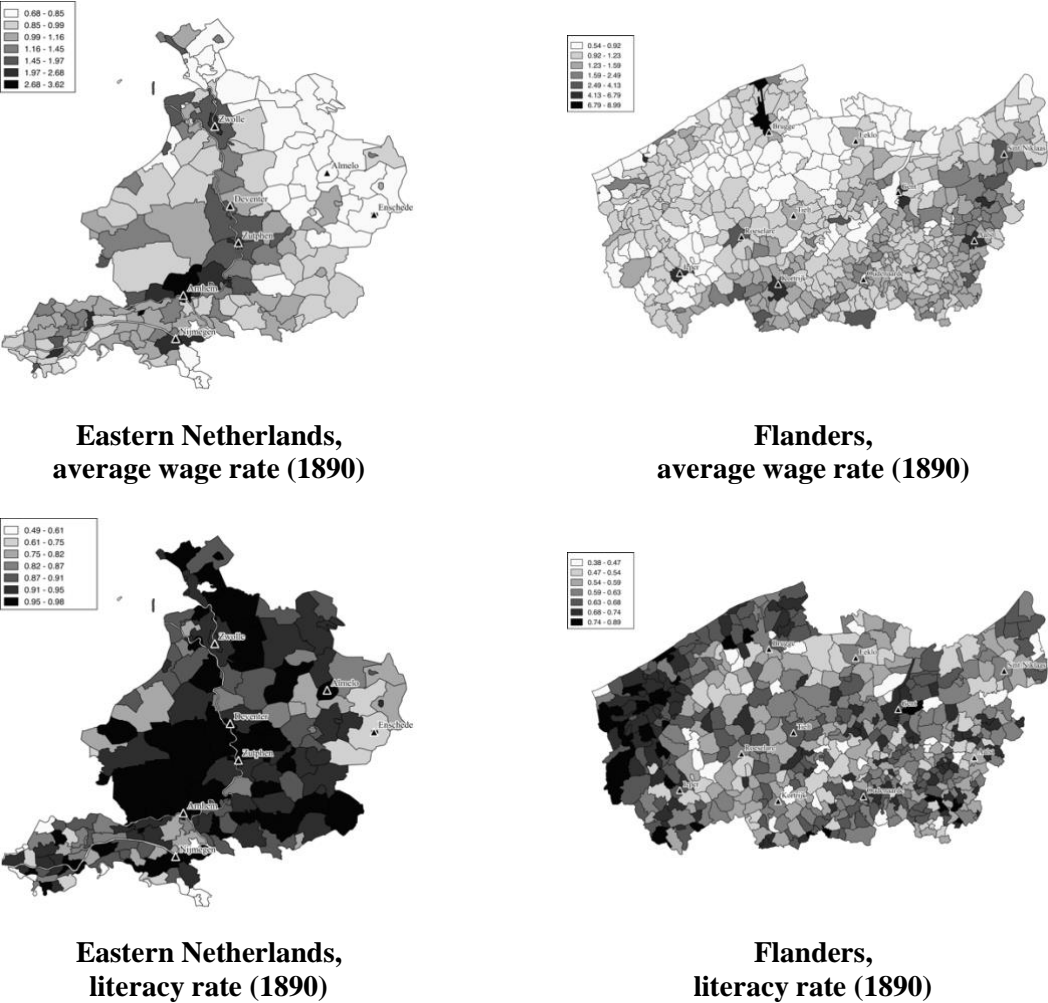 0.68 - 0.85
0.85 - 0.99
0.99 - 1.16
1.16 - 1.45
1.45 - 1.97
1.97 - 2.68
2.68 - 3.62
Zwolle
Almelo
Deventer
Enschede
Zutphen
Arnhem
Nijmegen
0.54 - 0.92
0.92 - 1.23
1.23 - 1.59
1.59 - 2.49
2.49 - 4.13
4.13 - 6.79
6.79 - 8.99
Brugge
Eeklo
Sint Niklaas
Gent
Tielt
Roeselare
Ieper
Kortrijk
Oudenaarde
Eastern Netherlands,
average wage rate (1890)
Flanders,
average wage rate (1890)
0.49 - 0.61
0.61 - 0.75
0.75 - 0.82
0.82 - 0.87
0.87 - 0.91
0.91 - 0.95
0.95 - 0.98
Zwolle
Almelo
Deventer
Enschede
Zutphen
Arnhem
Nijmegen
0.38 - 0.47
0.47 - 0.54
0.54 - 0.59
0.59 - 0.63
0.63 - 0.68
0.68 - 0.74
0.74 - 0.89
Brugge
Eeklo
Sint Niklaas
Gent
Tielt
Roeselare
Ieper
Kortrijk
Oudenaarde
Eastern Netherlands,
literacy rate (1890)
Flanders,
literacy rate (1890)